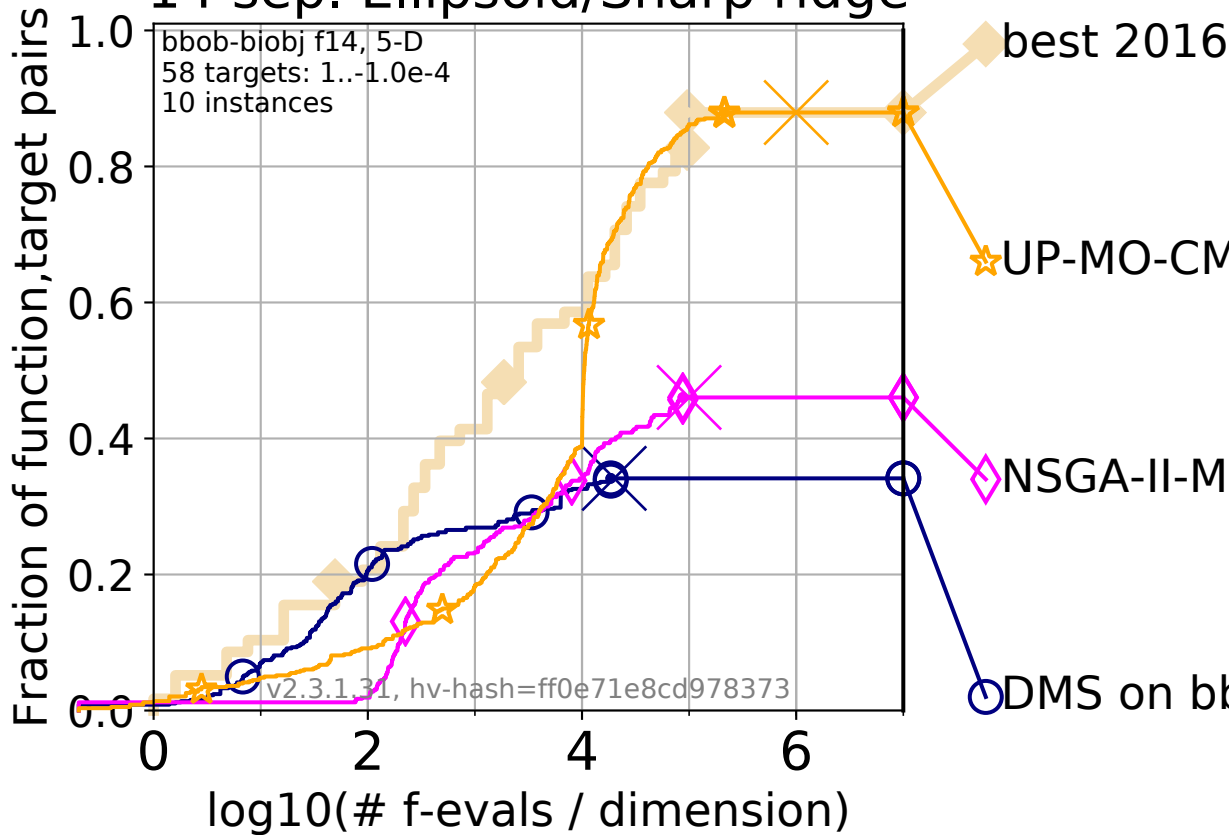 14 sep. Ellipsoid/Sharp ridge
bbob-biobj f14, 5-D
58 targets: 1..-1.0e-4
10 instances
Fraction of function,target pairs
1.0
0.8
0.6
0.4
0.2
0.0
best 2016
UP-MO-CM
NSGA-II-M
DMS on bb
v2.3.1.31, hv-hash=ff0e71e8cd978373
0 2 4 6
log10(# f-evals / dimension)